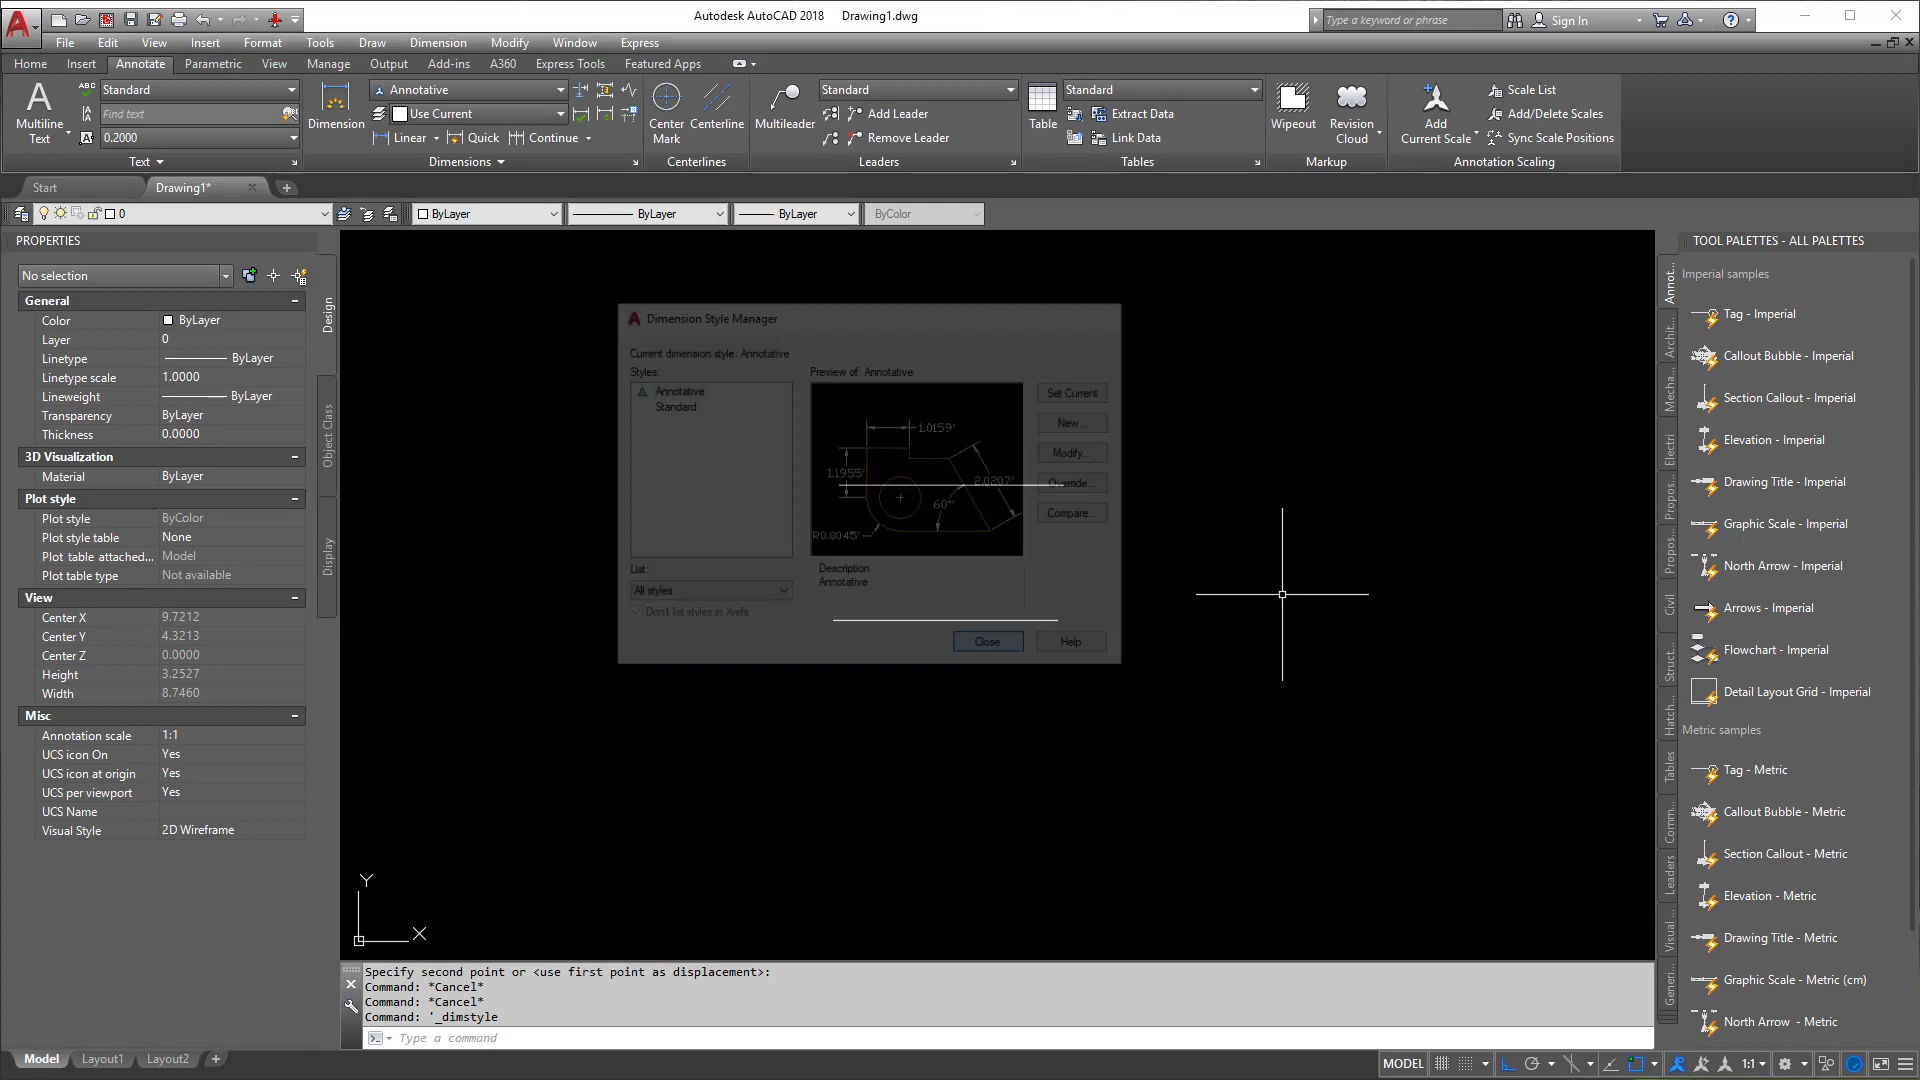 Autodesk AutoCAD 2018 Drawing1.dwg
Type a keyword or phrase
Sign In
File Edit View Insert Format Tools Draw Dimension Modify Window Express
Home Insert Annotate Parametric View Manage Output Add-ins A360 Express Tools Featured Apps
Multiline
Text
Standard
Find text
0.2000
Text
Dimension
Annotative
Use Current
Linear Quick Continue
Dimensions
Center
Mark
Centerline
Centerlines
Multileader
Standard
Add Leader
Remove Leader
Leaders
Table
Standard
Extract Data
Link Data
Tables
Wipeout
Revision
Cloud
Markup
Add
Current Scale
Scale List
Add/Delete Scales
Sync Scale Positions
Annotation Scaling
Start Drawing1*
0 ByLayer ByLayer ByLayer ByColor
PROPERTIES
No selection
General
Color ByLayer
Layer 0
Linetype ByLayer
Linetype scale 1.0000
Lineweight ByLayer
Transparency ByLayer
Thickness 0.0000
3D Visualization
Material ByLayer
Plot style
Plot style ByColor
Plot style table None
Plot table attached... Model
Plot table type Not available
View
Center X 9.7212
Center Y 4.3213
Center Z 0.0000
Height 3.2527
Width 8.7460
Misc
Annotation scale 1:1
UCS icon On Yes
UCS icon at origin Yes
UCS per viewport Yes
UCS Name
Visual Style 2D Wireframe
Design
Object Class
Display
Dimension Style Manager
Current dimension style: Annotative
Styles:
Annotative
Standard
Preview of: Annotative
1.0159'
1.1955'
2.0207'
60°
R0.8045'
Set Current
New...
Modify...
Override...
Compare...
List:
All styles
Don't list styles in Xrefs
Description
Annotative
Close
Help
Y
X
Specify second point or <use first point as displacement>:
Command: *Cancel*
Command: *Cancel*
Command: '_dimstyle
Type a command
TOOL PALETTES - ALL PALETTES
Annot...
Archit...
Mecha...
Electri
Propos...
Propos...
Civil
Struct...
Hatch...
Tables
Comm...
Leaders
Visual...
Generi...
Imperial samples
Tag - Imperial
Callout Bubble - Imperial
Section Callout - Imperial
Elevation - Imperial
Drawing Title - Imperial
Graphic Scale - Imperial
North Arrow - Imperial
Arrows - Imperial
Flowchart - Imperial
Detail Layout Grid - Imperial
Metric samples
Tag - Metric
Callout Bubble - Metric
Section Callout - Metric
Elevation - Metric
Drawing Title - Metric
Graphic Scale - Metric (cm)
North Arrow - Metric
Model Layout1 Layout2
MODEL 1:1